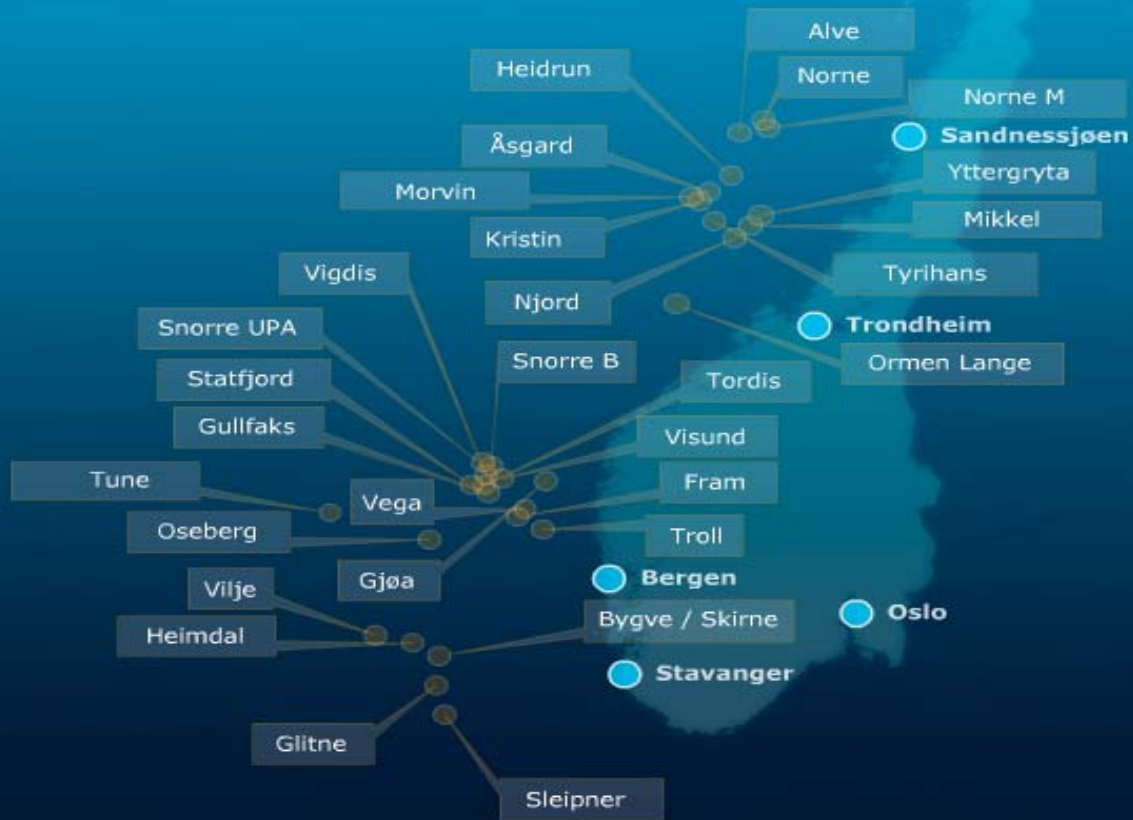 Alve
Heidrun
Norne
Norne M
Sandnessjøen
Åsgard
Yttergryta
Morvin
Mikkel
Kristin
Vigdis
Tyrihans
Njord
Snorre UPA
Trondheim
Snorre B
Ormen Lange
Statfjord
Tordis
Gullfaks
Visund
Tune
Fram
Vega
Oseberg
Troll
Gjøa
Bergen
Vilje
Oslo
Bygve / Skirne
Heimdal
Stavanger
Glitne
Sleipner